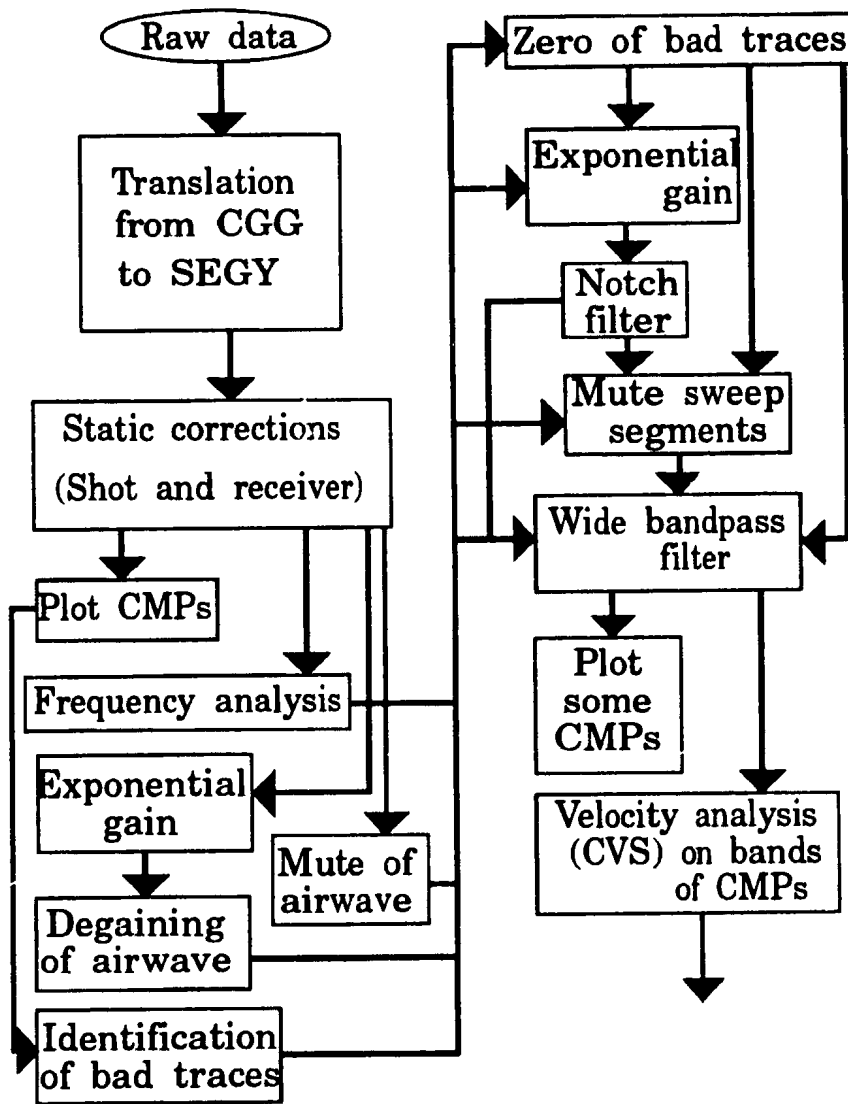 Raw data
Translation
from CGG
to SEGY
Static corrections
(Shot and receiver)
Plot CMPs
Frequency analysis
Exponential
gain
Mute of
airwave
Degaining
of airwave
Identification
of bad traces
Zero of bad traces
Exponential
gain
Notch
filter
Mute sweep
segments
Wide bandpass
filter
Plot
some
CMPs
Velocity analysis
(CVS) on bands
of CMPs